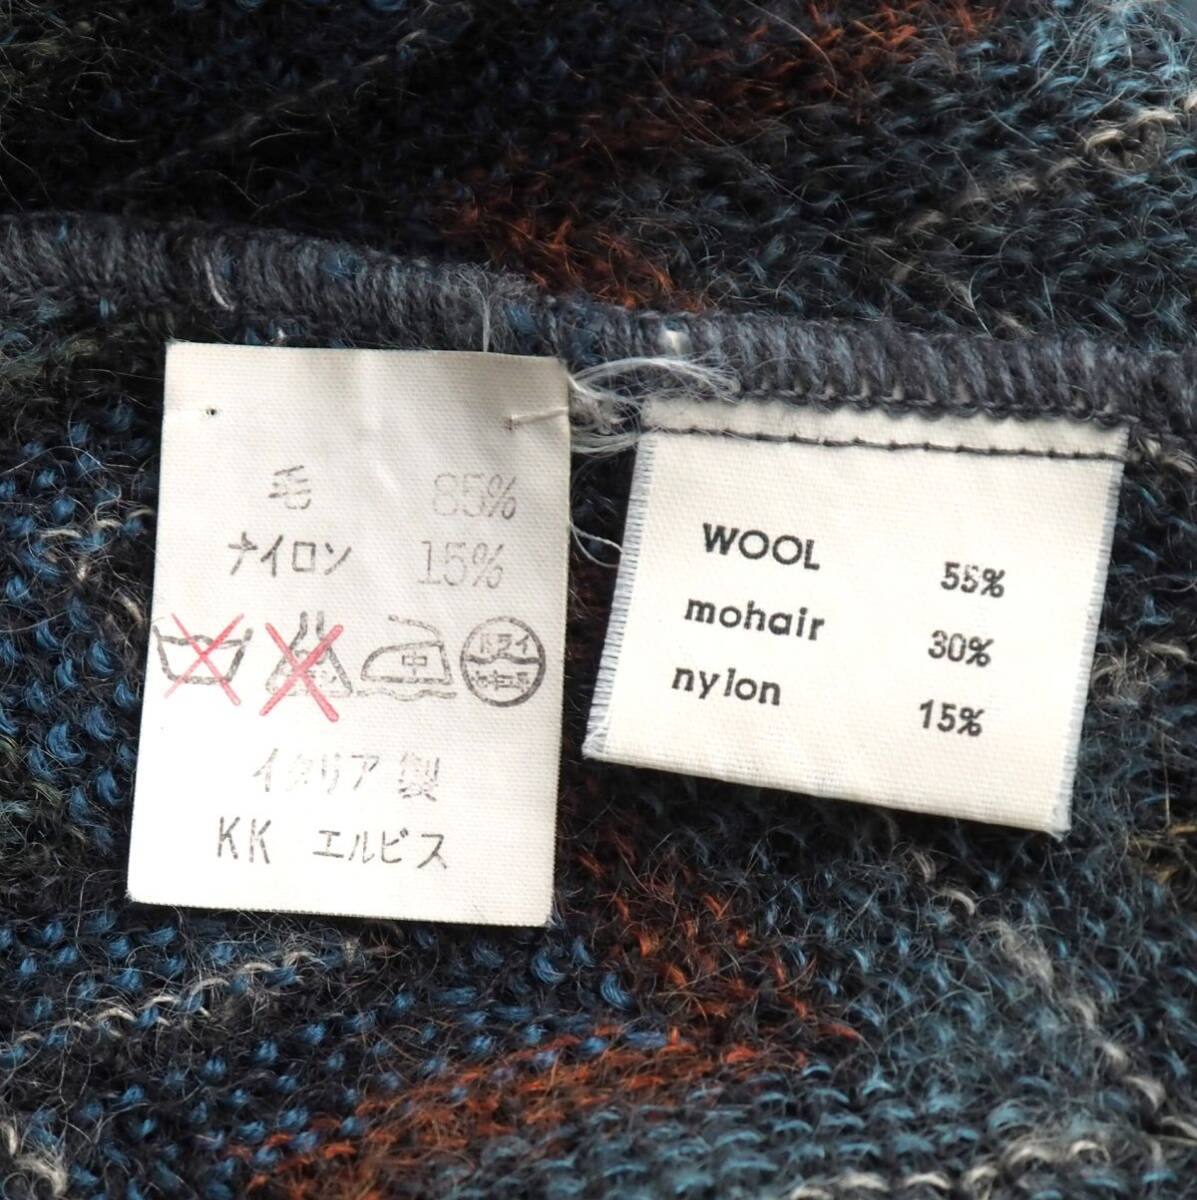 毛 85%
ナイロン 15%
中
ドライ
イタリア製
KK エルビス
WOOL 55%
mohair 30%
nylon 15%